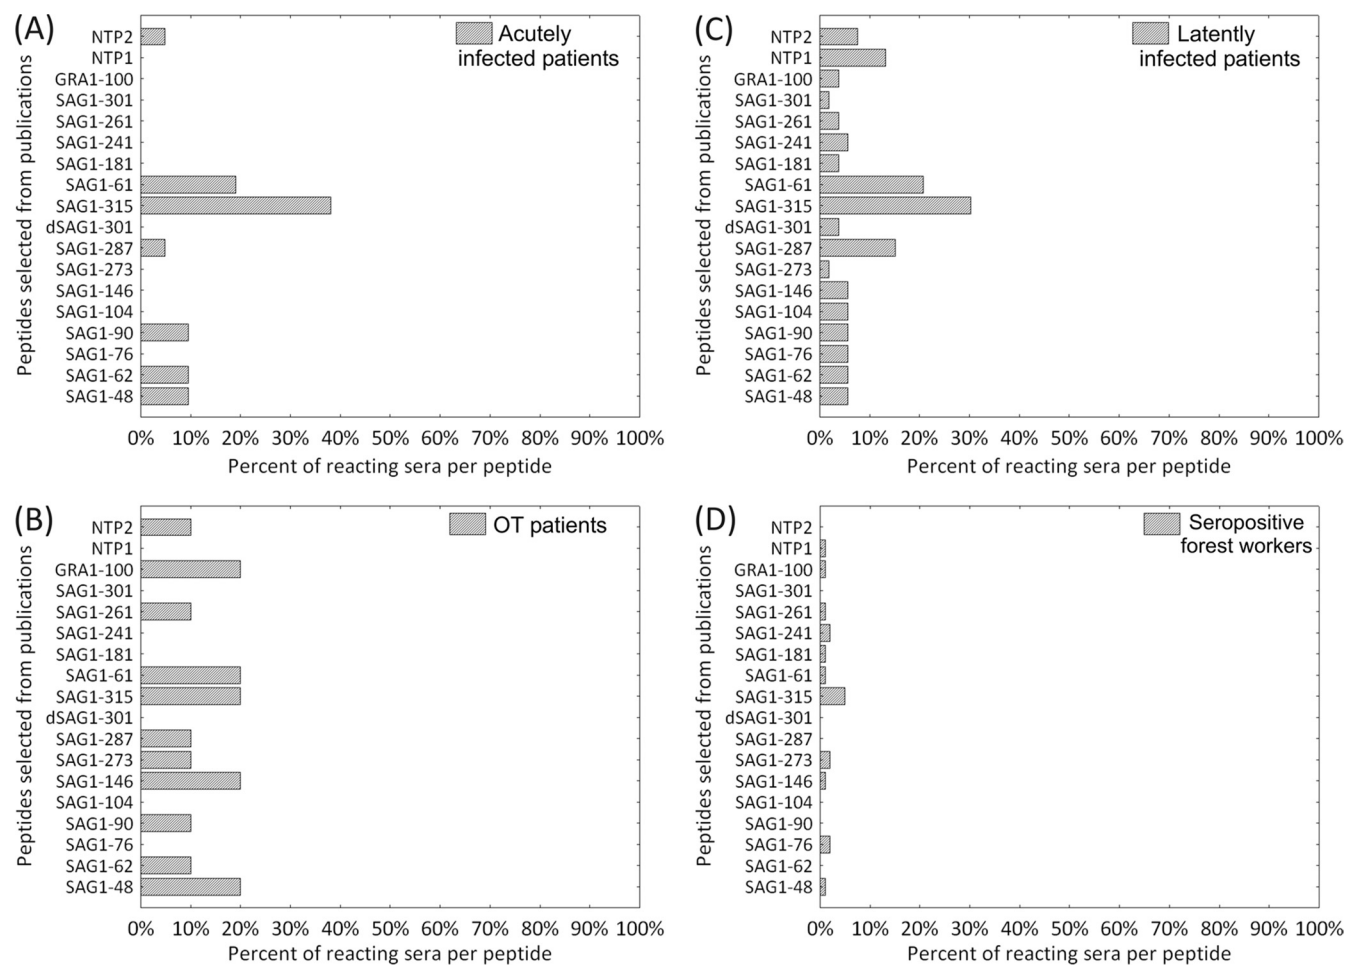 (A)
Acutely
infected patients
Peptides selected from publications
NTP2
NTP1
GRA1-100
SAG1-301
SAG1-261
SAG1-241
SAG1-181
SAG1-61
SAG1-315
dSAG1-301
SAG1-287
SAG1-273
SAG1-146
SAG1-104
SAG1-90
SAG1-76
SAG1-62
SAG1-48
0% 10% 20% 30% 40% 50% 60% 70% 80% 90% 100%
Percent of reacting sera per peptide
(C)
Latently
infected patients
Peptides selected from publications
NTP2
NTP1
GRA1-100
SAG1-301
SAG1-261
SAG1-241
SAG1-181
SAG1-61
SAG1-315
dSAG1-301
SAG1-287
SAG1-273
SAG1-146
SAG1-104
SAG1-90
SAG1-76
SAG1-62
SAG1-48
0% 10% 20% 30% 40% 50% 60% 70% 80% 90% 100%
Percent of reacting sera per peptide
(B)
OT patients
Peptides selected from publications
NTP2
NTP1
GRA1-100
SAG1-301
SAG1-261
SAG1-241
SAG1-181
SAG1-61
SAG1-315
dSAG1-301
SAG1-287
SAG1-273
SAG1-146
SAG1-104
SAG1-90
SAG1-76
SAG1-62
SAG1-48
0% 10% 20% 30% 40% 50% 60% 70% 80% 90% 100%
Percent of reacting sera per peptide
(D)
Seropositive
forest workers
Peptides selected from publications
NTP2
NTP1
GRA1-100
SAG1-301
SAG1-261
SAG1-241
SAG1-181
SAG1-61
SAG1-315
dSAG1-301
SAG1-287
SAG1-273
SAG1-146
SAG1-104
SAG1-90
SAG1-76
SAG1-62
SAG1-48
0% 10% 20% 30% 40% 50% 60% 70% 80% 90% 100%
Percent of reacting sera per peptide